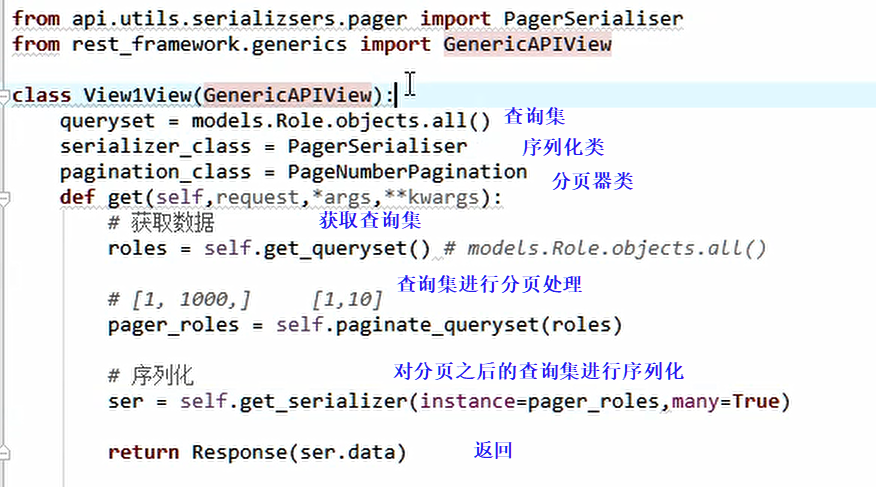 from api.utils.serializsers.pager import PagerSerialiser
from rest_framework.generics import GenericAPIView
class View1View(GenericAPIView):
queryset = models.Role.objects.all() 查询集
serializer_class = PagerSerialiser 序列化类
pagination_class = PageNumberPagination 分页器类
def get(self,request,*args,**kwargs):
# 获取数据 获取查询集
roles = self.get_queryset() # models.Role.objects.all()
查询集进行分页处理
# [1, 1000,] [1,10]
pager_roles = self.paginate_queryset(roles)
# 序列化 对分页之后的查询集进行序列化
ser = self.get_serializer(instance=pager_roles,many=True)
return Response(ser.data) 返回